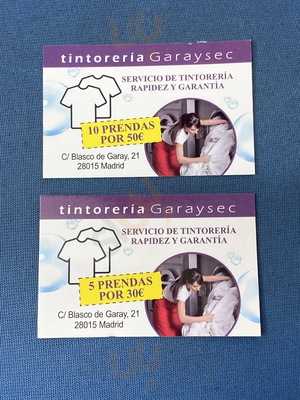 tintorería Garaysec
SERVICIO DE TINTORERÍA
RAPIDEZ Y GARANTÍA
10 PRENDAS
POR 50€
C/ Blasco de Garay, 21
28015 Madrid
tintorería Garaysec
SERVICIO DE TINTORERÍA
RAPIDEZ Y GARANTÍA
5 PRENDAS
POR 30€
C/ Blasco de Garay, 21
28015 Madrid